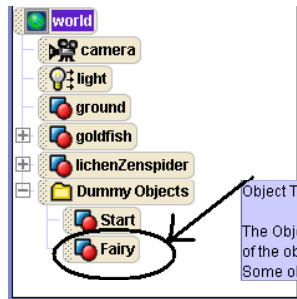 world
camera
light
ground
goldfish
lichenZenspider
Dummy Objects
Start
Fairy
Object T
The Obj
of the ob
Some o